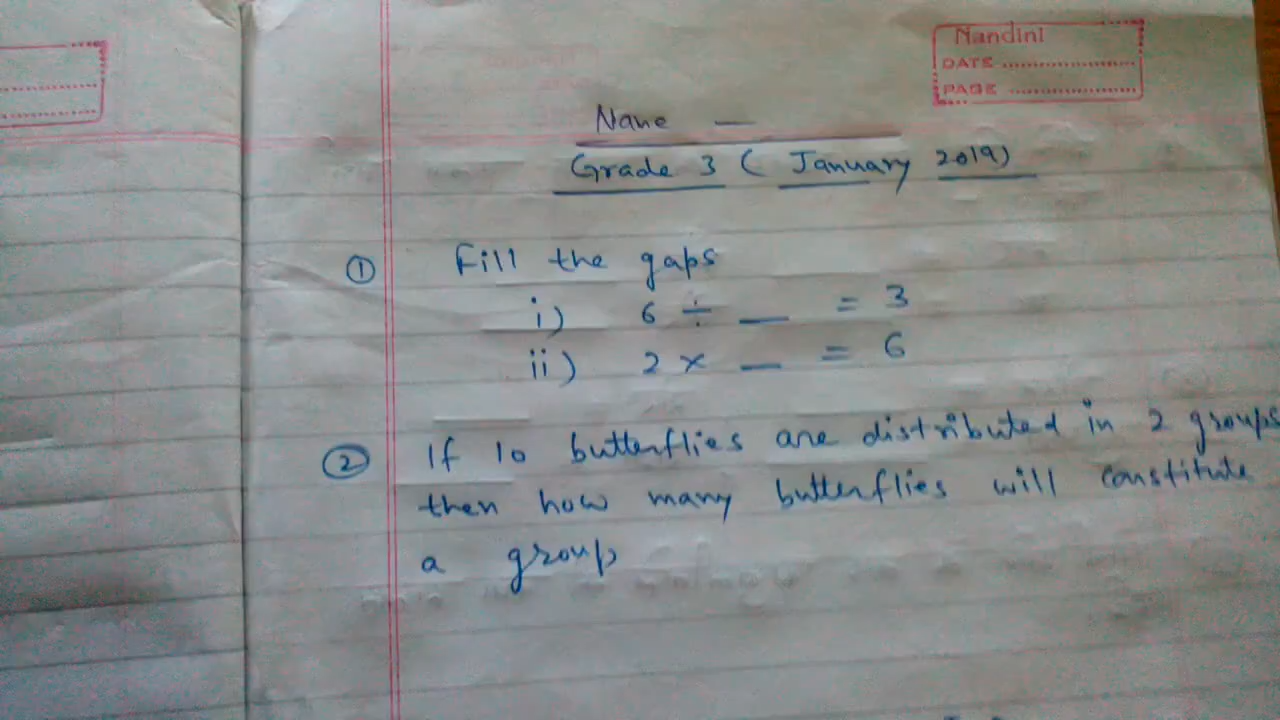 Nandini
DATE ....................
PAGE ....................
Name —
Grade 3 ( January 2019)
① Fill the gaps
i) 6 ÷ __ = 3
ii) 2 × __ = 6
② If 10 butterflies are distributed in 2 groups
then how many butterflies will constitute
a group